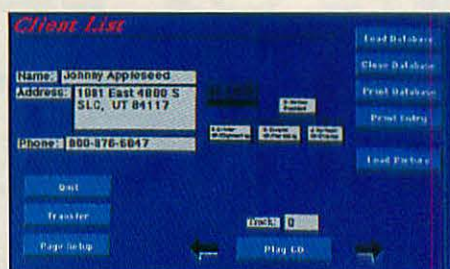 Client List
Name: Johnny Appleseed
Address: 1081 East 4800 S
SLC, UT 84117
Phone: 800-876-6847
Load Database
Close Database
Print Database
Print Entry
Load Picture
Quit
Transfer
Page Setup
Track: 0
Play CD